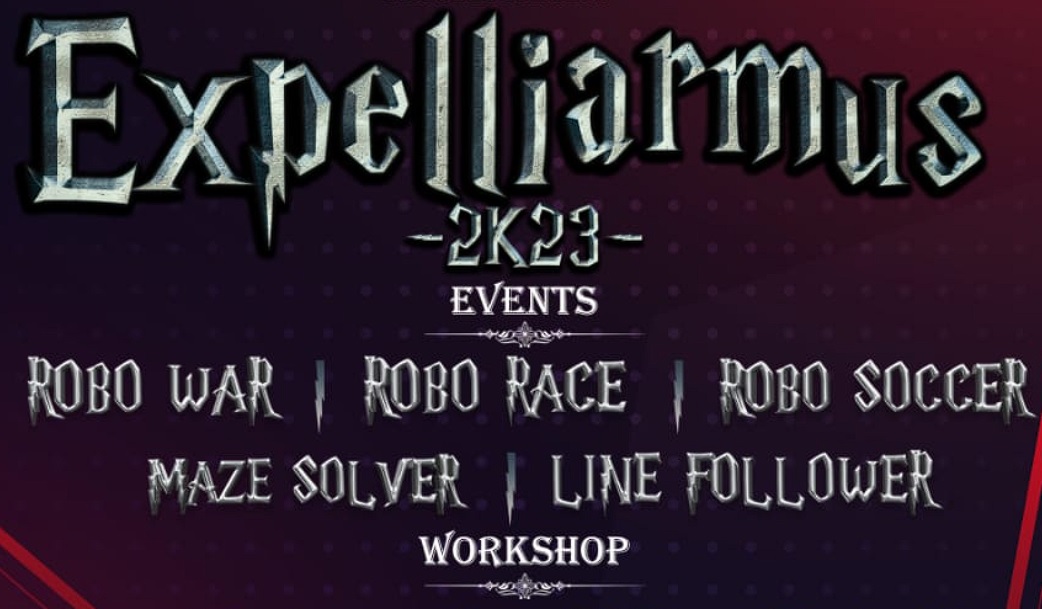 Expelliarmus
-2K23-
EVENTS
ROBO WAR | ROBO RACE | ROBO SOCCER
MAZE SOLVER | LINE FOLLOWER
WORKSHOP